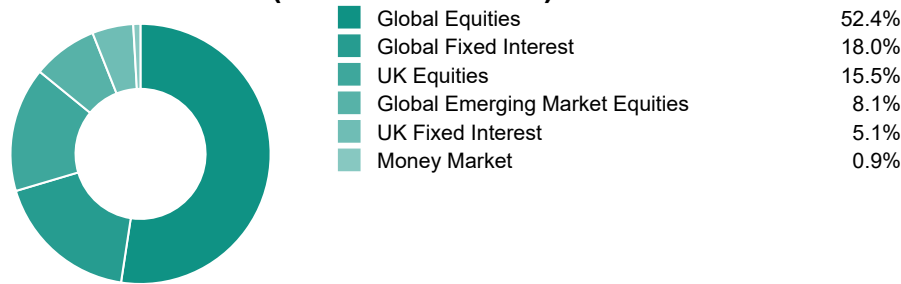 Global Equities 52.4%
Global Fixed Interest 18.0%
UK Equities 15.5%
Global Emerging Market Equities 8.1%
UK Fixed Interest 5.1%
Money Market 0.9%